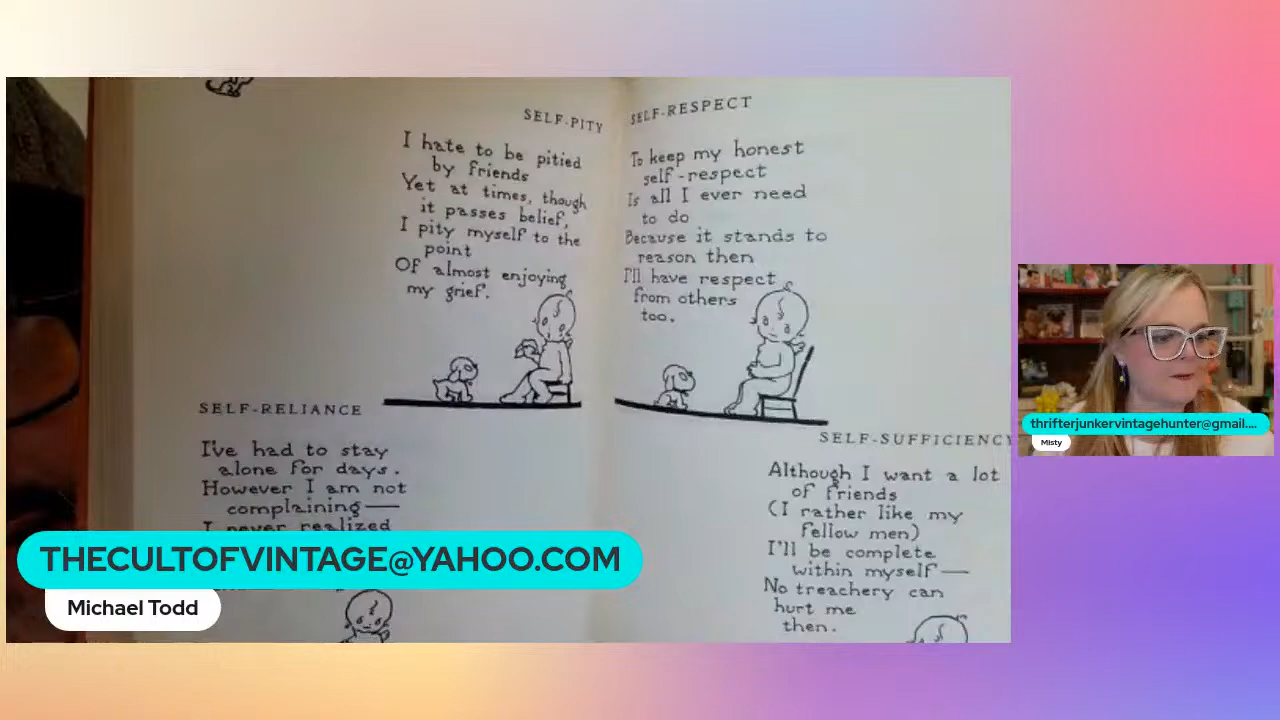 SELF-PITY
I hate to be pitied
by friends
Yet at times, though
it passes belief,
I pity myself to the
point
Of almost enjoying
my grief.
SELF-RELIANCE
I've had to stay
alone for days.
However I am not
complaining—
I never realized
SELF-RESPECT
To keep my honest
self-respect
Is all I ever need
to do
Because it stands to
reason then
I'll have respect
from others
too.
SELF-SUFFICIENCY
Although I want a lot
of friends
(I rather like my
fellow men)
I'll be complete
within myself—
No treachery can
hurt me
then.
THECULTOFVINTAGE@YAHOO.COM
Michael Todd
thrifterjunkervintagehunter@gmail....
Misty